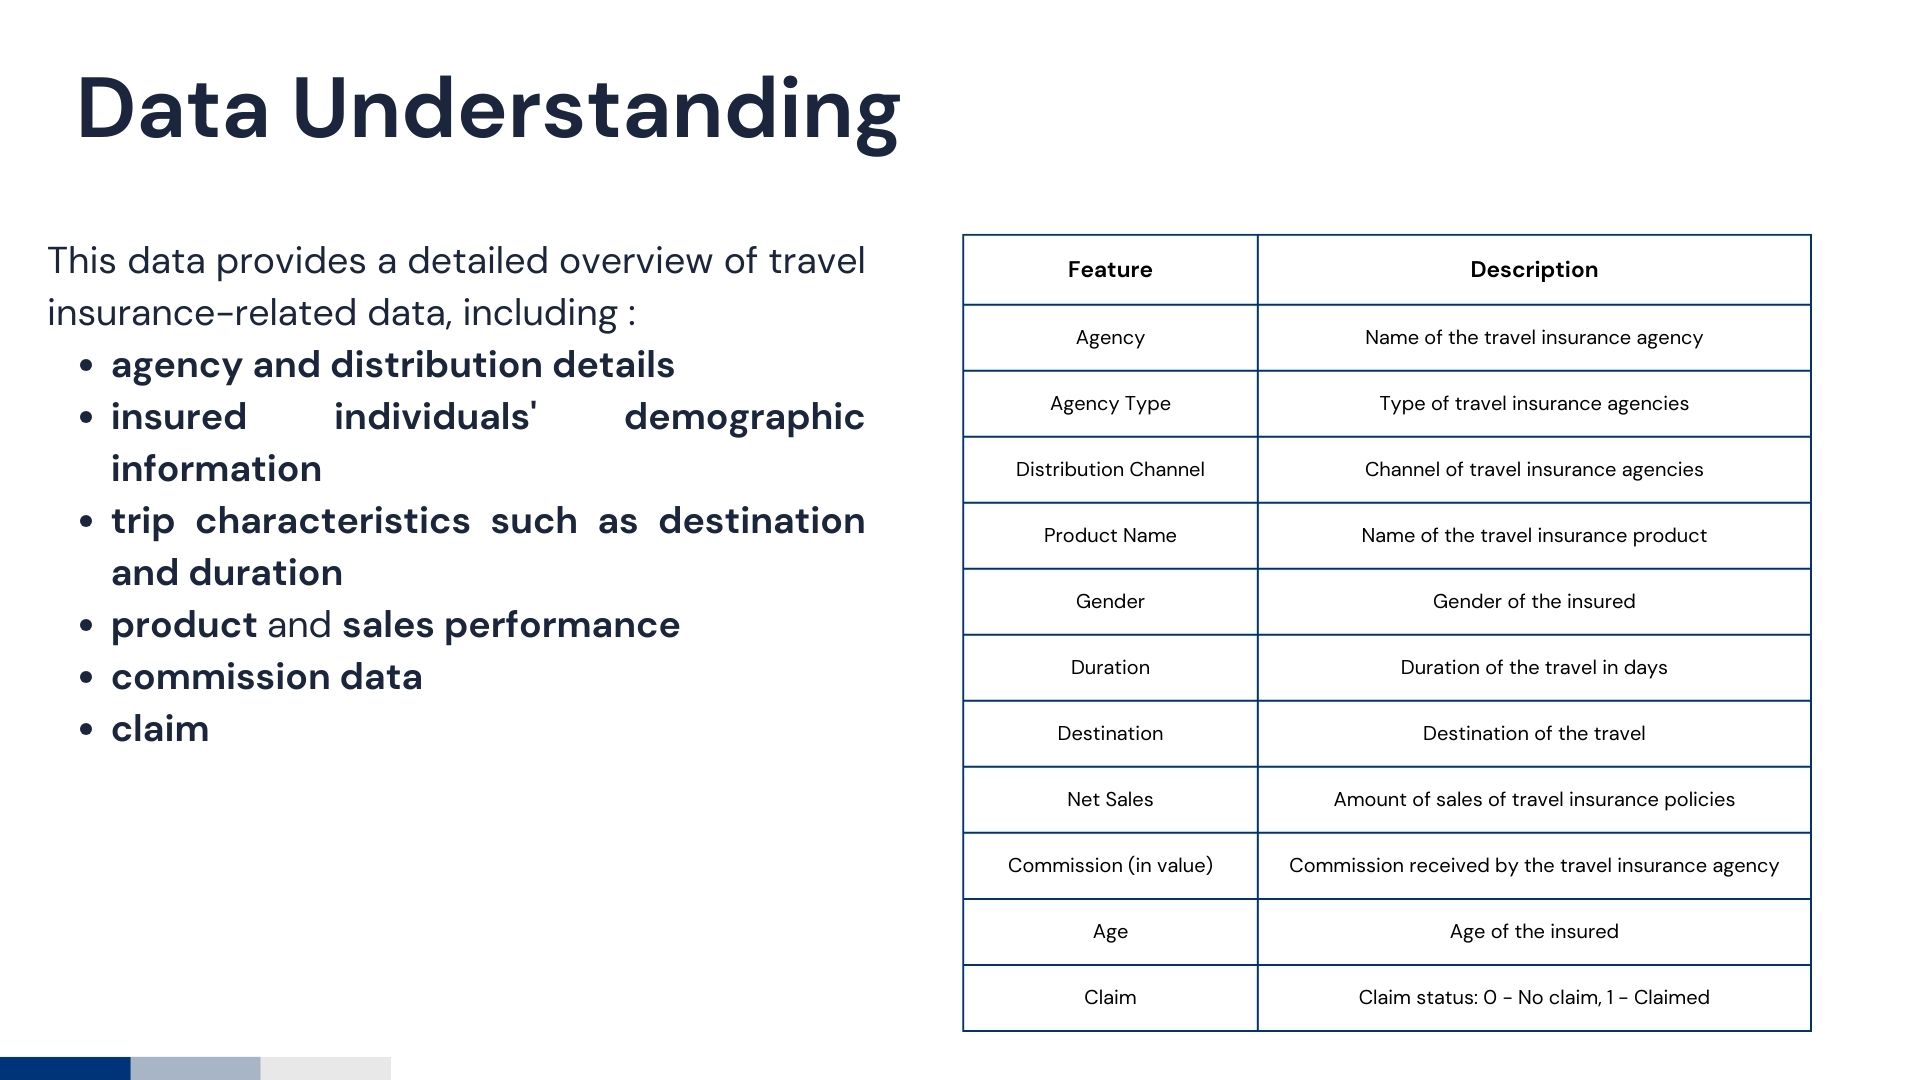 Data Understanding
This data provides a detailed overview of travel
insurance-related data, including :
• agency and distribution details
• insured individuals' demographic
information
• trip characteristics such as destination
and duration
• product and sales performance
• commission data
• claim
Feature Description
Agency Name of the travel insurance agency
Agency Type Type of travel insurance agencies
Distribution Channel Channel of travel insurance agencies
Product Name Name of the travel insurance product
Gender Gender of the insured
Duration Duration of the travel in days
Destination Destination of the travel
Net Sales Amount of sales of travel insurance policies
Commission (in value) Commission received by the travel insurance agency
Age Age of the insured
Claim Claim status: 0 - No claim, 1 - Claimed